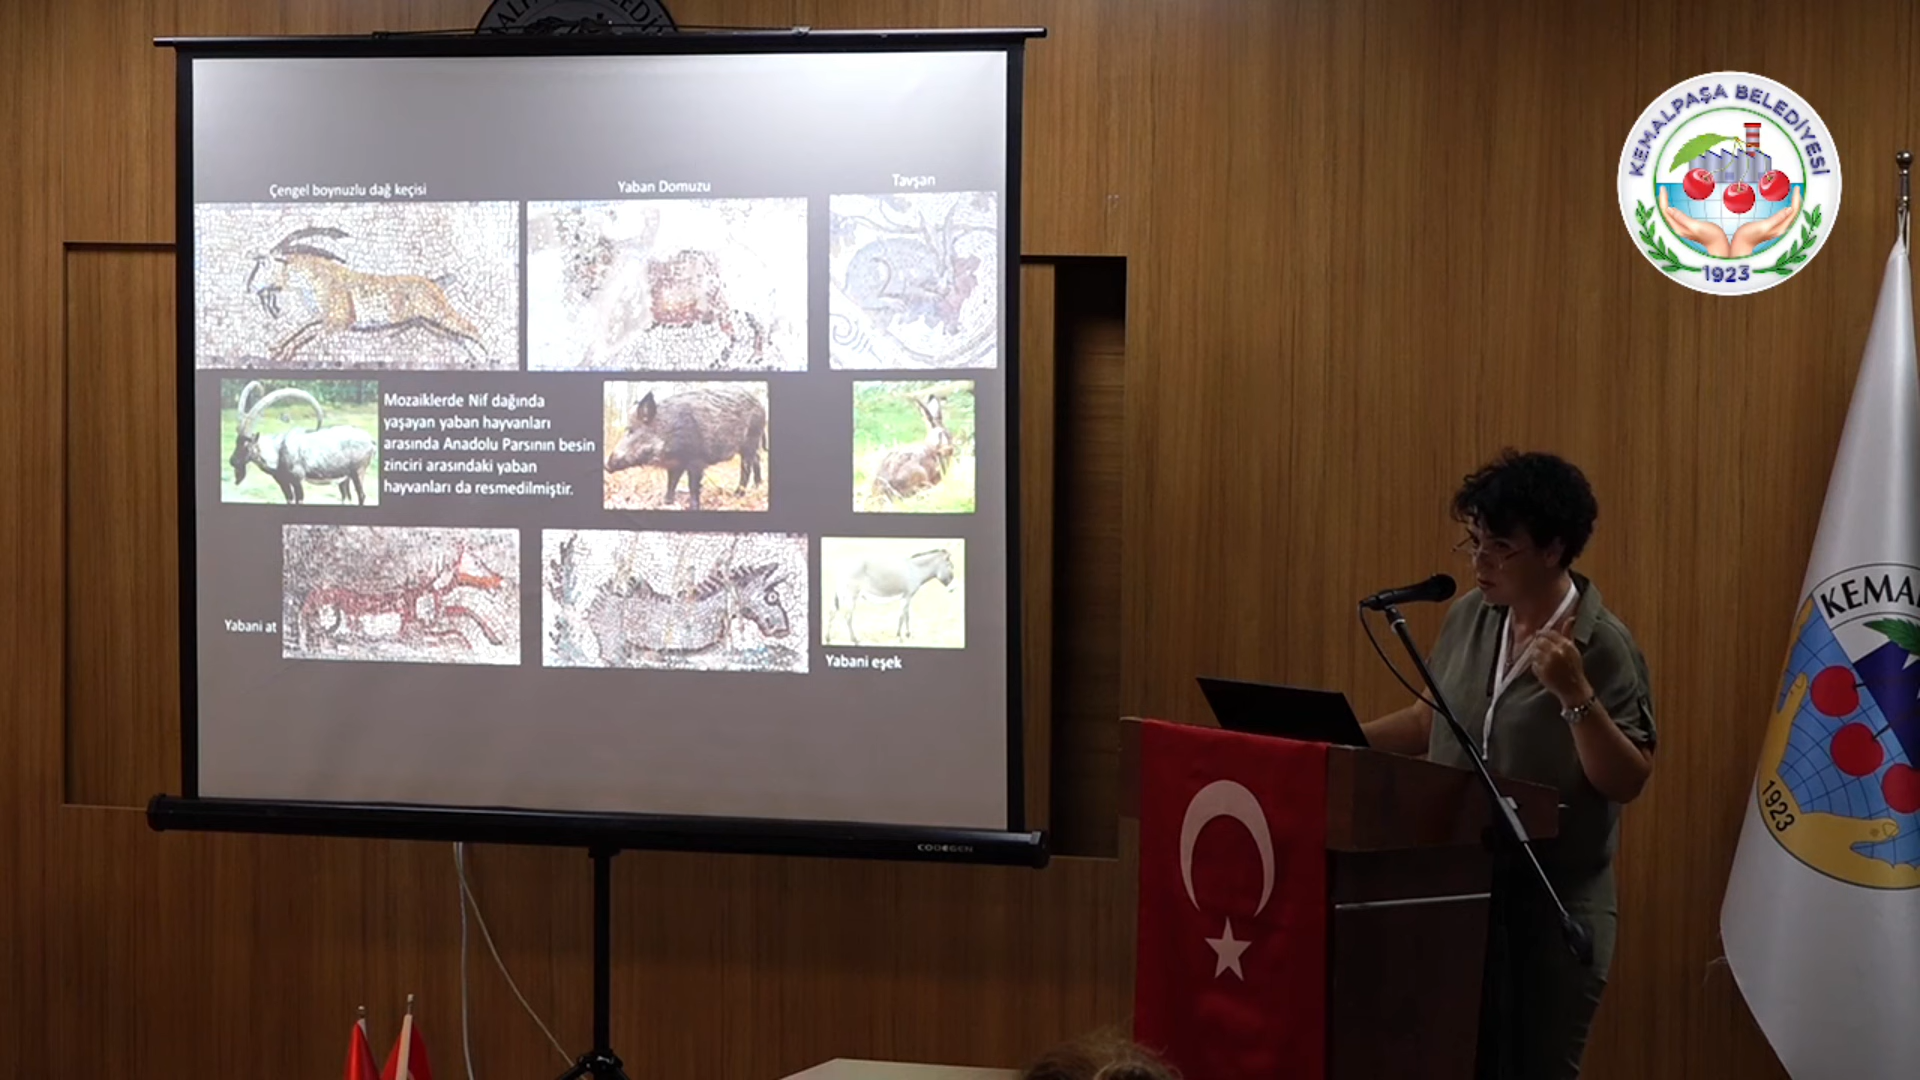 Çengel boynuzlu dağ keçisi
Yaban Domuzu
Tavşan
Mozaiklerde Nif dağında
yaşayan yaban hayvanları
arasında Anadolu Parsının besin
zinciri arasındaki yaban
hayvanları da resmedilmiştir.
Yabani at
Yabani eşek
CODEGEN
KEMALPAŞA BELEDİYESİ
1923
KEMA
1923